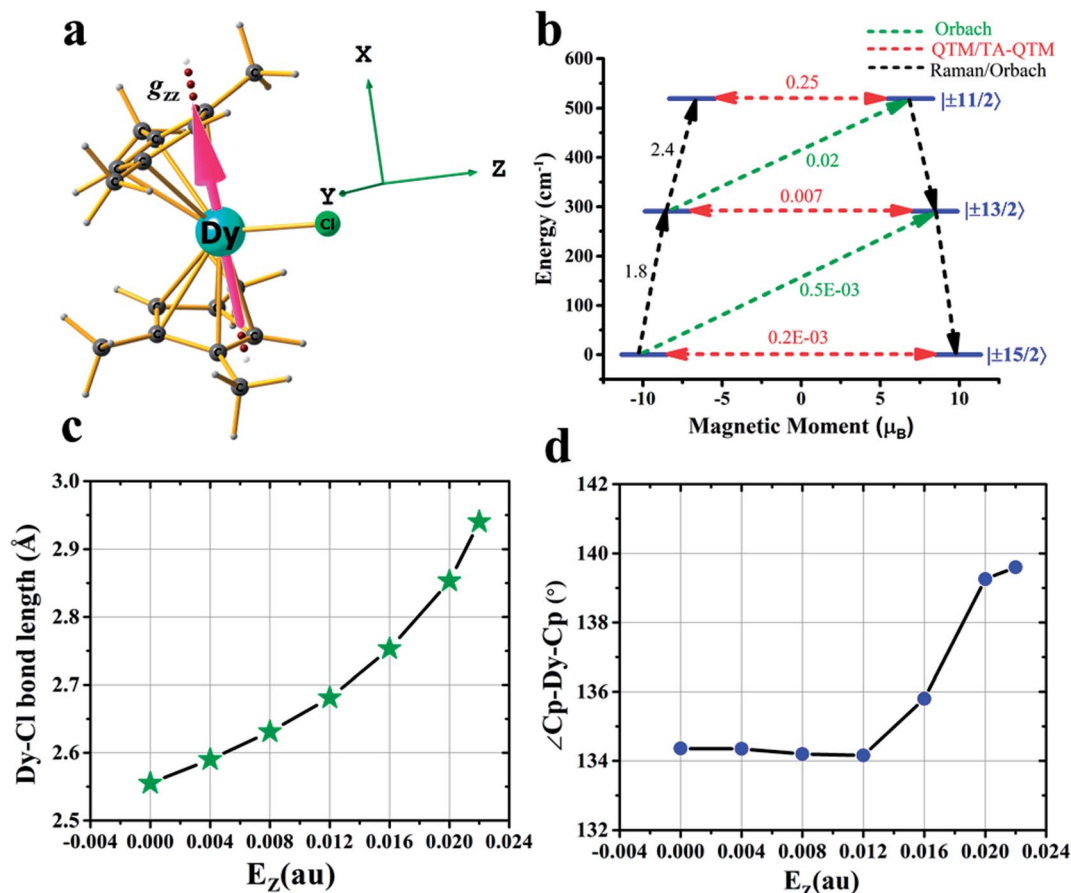 a
g_zz
Dy
Cl
X
Y
Z
C
b
Orbach
QTM/TA-QTM
Raman/Orbach
Energy (cm⁻¹)
600
500
400
300
200
100
0
0.25
|±11/2⟩
2.4
0.02
0.007
|±13/2⟩
1.8
0.5E-03
0.2E-03
|±15/2⟩
-10 -5 0 5 10
Magnetic Moment (μ_B)
c
Dy-Cl bond length (Å)
3.0
2.9
2.8
2.7
2.6
2.5
-0.004 0.000 0.004 0.008 0.012 0.016 0.020 0.024
E_Z(au)
d
∠Cp-Dy-Cp (°)
142
140
138
136
134
132
-0.004 0.000 0.004 0.008 0.012 0.016 0.020 0.024
E_Z(au)